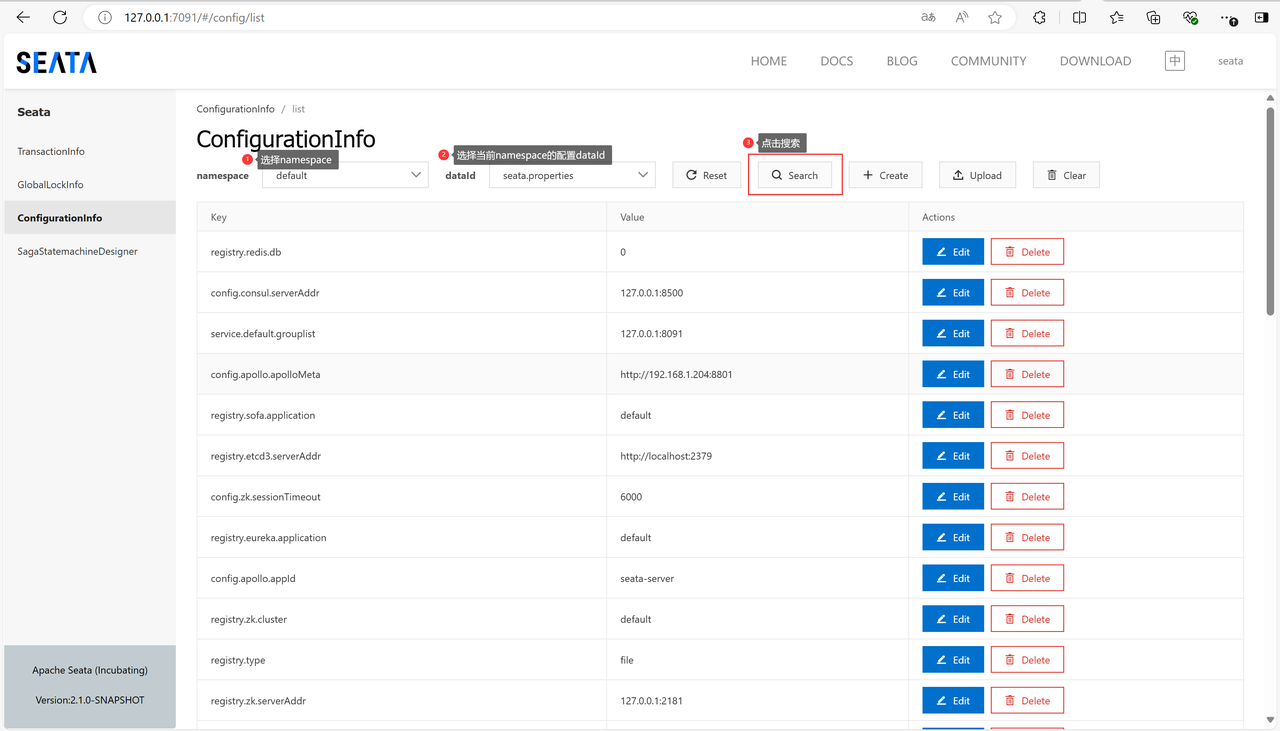 127.0.0.1:7091/#/config/list
SEATA
HOME DOCS BLOG COMMUNITY DOWNLOAD 中 seata
Seata
TransactionInfo
GlobalLockInfo
ConfigurationInfo
SagaStatemachineDesigner
Apache Seata (Incubating)
Version:2.1.0-SNAPSHOT
ConfigurationInfo / list
ConfigurationInfo
1 选择namespace
2 选择当前namespace的配置dataId
3 点击搜索
namespace default dataId seata.properties Reset Search Create Upload Clear
Key Value Actions
registry.redis.db 0 Edit Delete
config.consul.serverAddr 127.0.0.1:8500 Edit Delete
service.default.grouplist 127.0.0.1:8091 Edit Delete
config.apollo.apolloMeta http://192.168.1.204:8801 Edit Delete
registry.sofa.application default Edit Delete
registry.etcd3.serverAddr http://localhost:2379 Edit Delete
config.zk.sessionTimeout 6000 Edit Delete
registry.eureka.application default Edit Delete
config.apollo.appId seata-server Edit Delete
registry.zk.cluster default Edit Delete
registry.type file Edit Delete
registry.zk.serverAddr 127.0.0.1:2181 Edit Delete